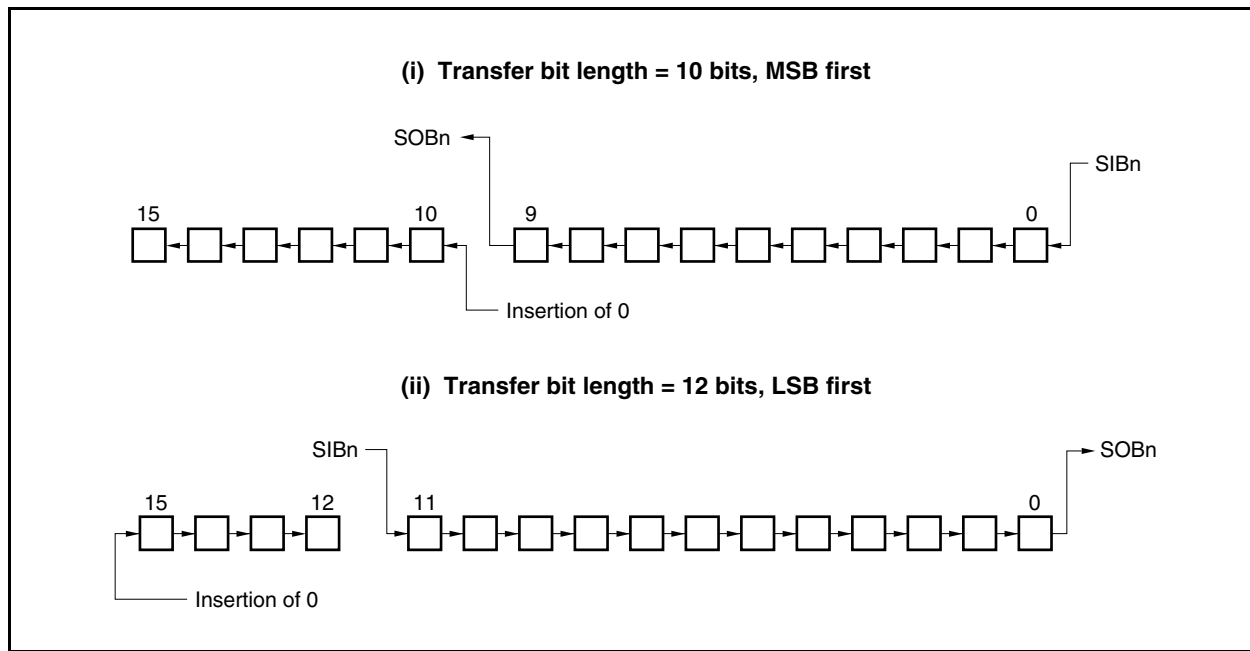 (i) Transfer bit length = 10 bits, MSB first
SOBn
SIBn
15 10 9 0
Insertion of 0
(ii) Transfer bit length = 12 bits, LSB first
SIBn SOBn
15 12 11 0
Insertion of 0